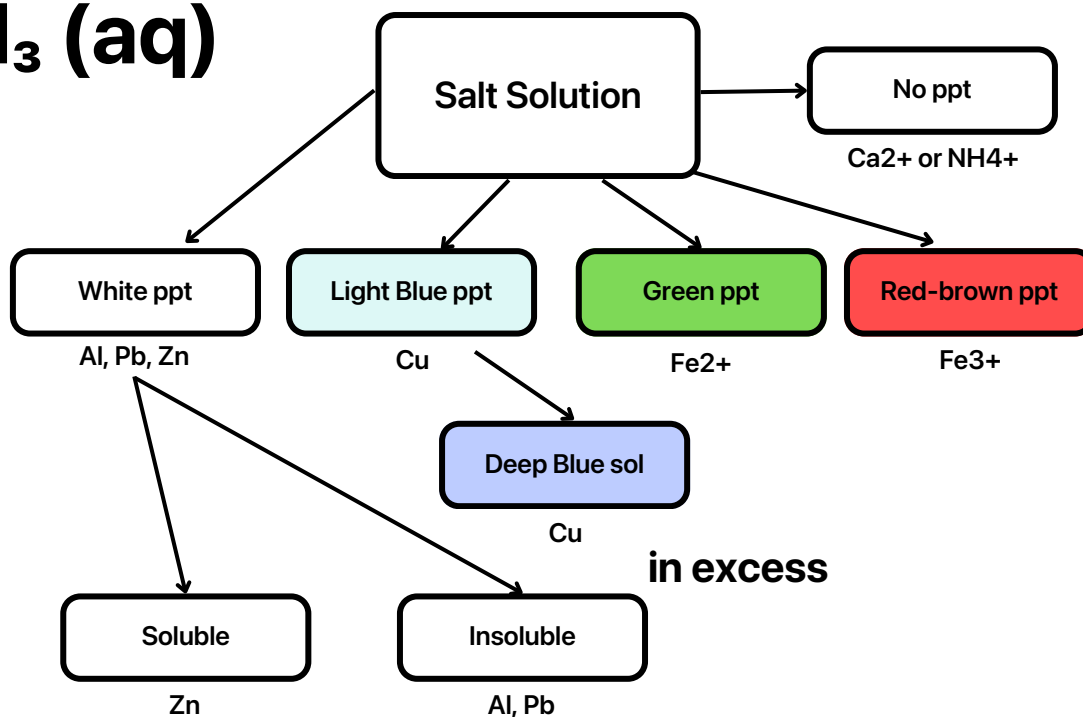 ₃ (aq)
Salt Solution
No ppt
Ca2+ or NH4+
White ppt
Light Blue ppt
Green ppt
Red-brown ppt
Al, Pb, Zn
Cu
Fe2+
Fe3+
Deep Blue sol
Cu
in excess
Soluble
Insoluble
Zn
Al, Pb